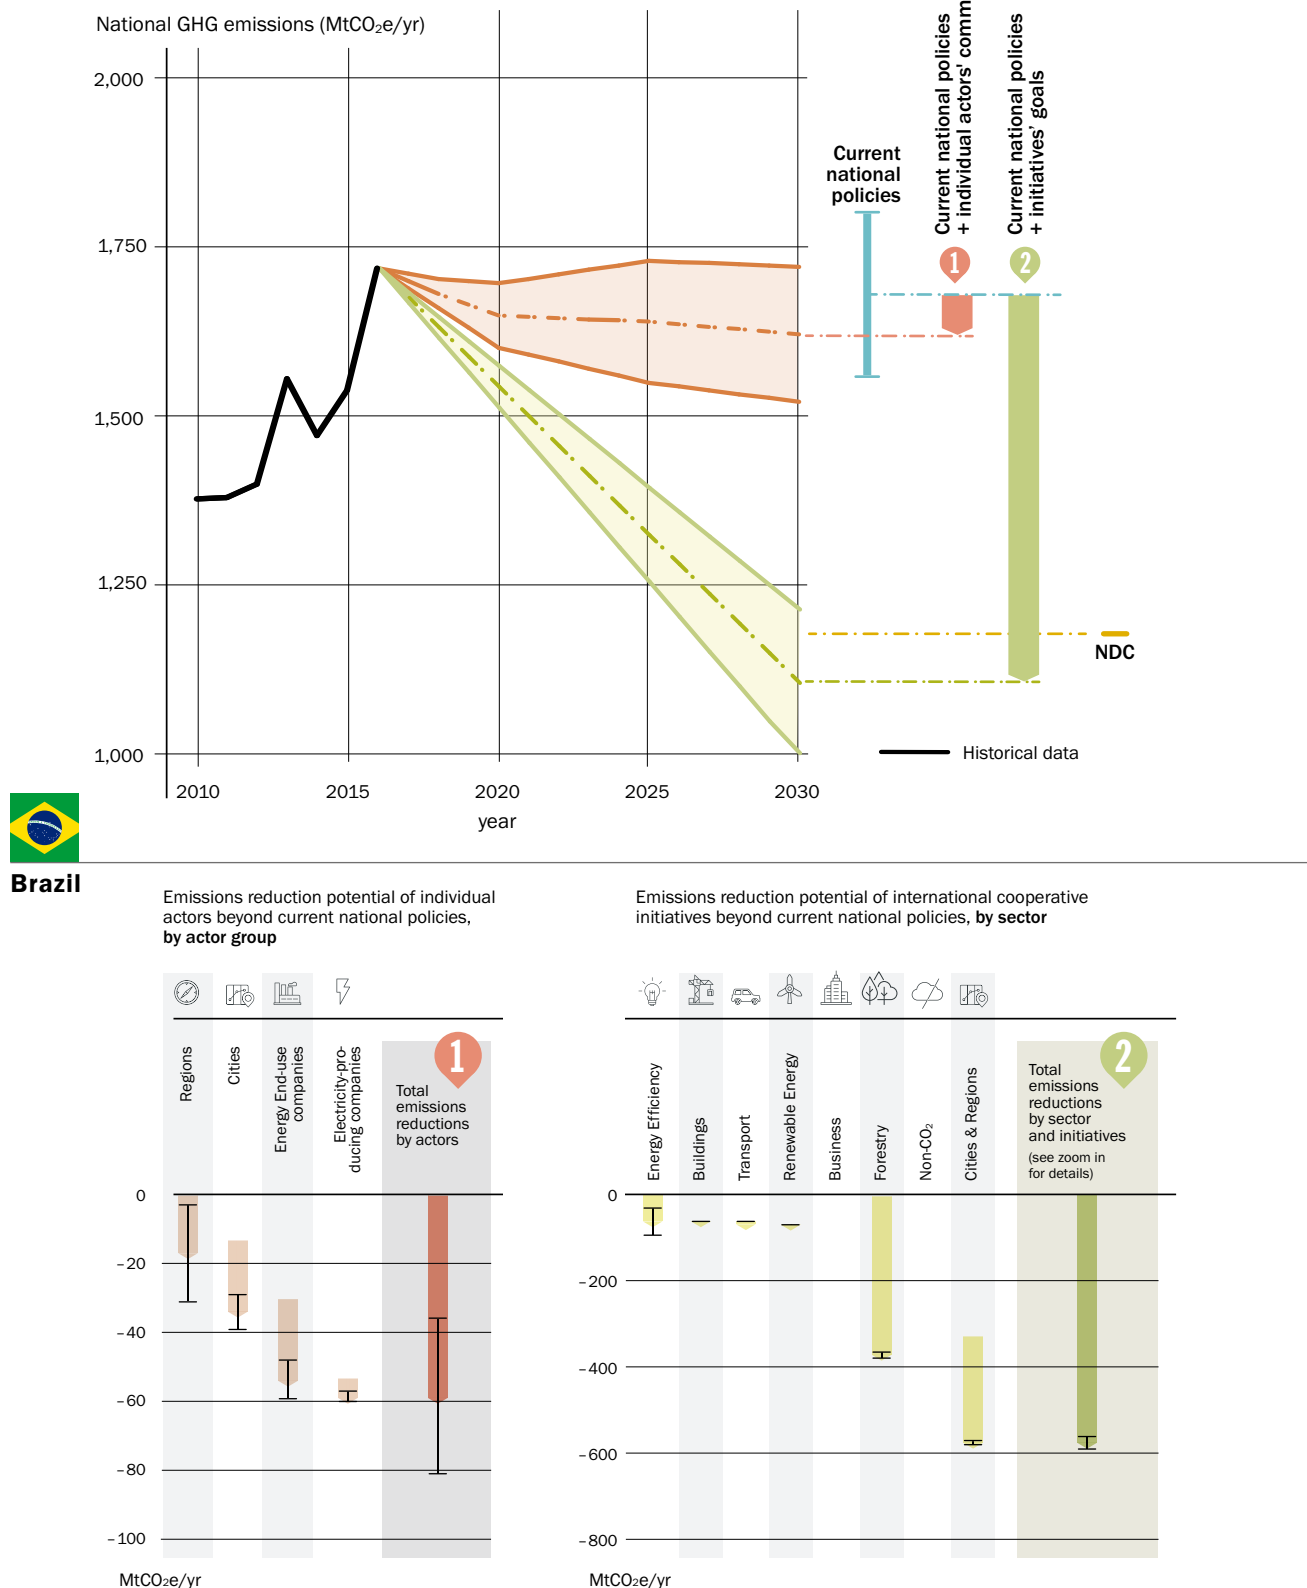 National GHG emissions (MtCO₂e/yr)
2,000
1,750
1,500
1,250
1,000
2010
2015
2020
2025
2030
year
Current
national
policies
Current national policies
+ individual actors'
1
Current national policies
+ initiatives' goals
2
NDC
Historical data
Brazil
Emissions reduction potential of individual
actors beyond current national policies,
by actor group
Regions
Cities
Energy End-use
companies
Electricity-pro-
ducing companies
1
Total
emissions
reductions
by actors
0
–20
–40
–60
–80
–100
MtCO₂e/yr
Emissions reduction potential of international cooperative
initiatives beyond current national policies, by sector
Energy Efficiency
Buildings
Transport
Renewable Energy
Business
Forestry
Non-CO₂
Cities & Regions
2
Total
emissions
reductions
by sector
and initiatives
(see zoom in
for details)
0
–200
–400
–600
–800
MtCO₂e/yr